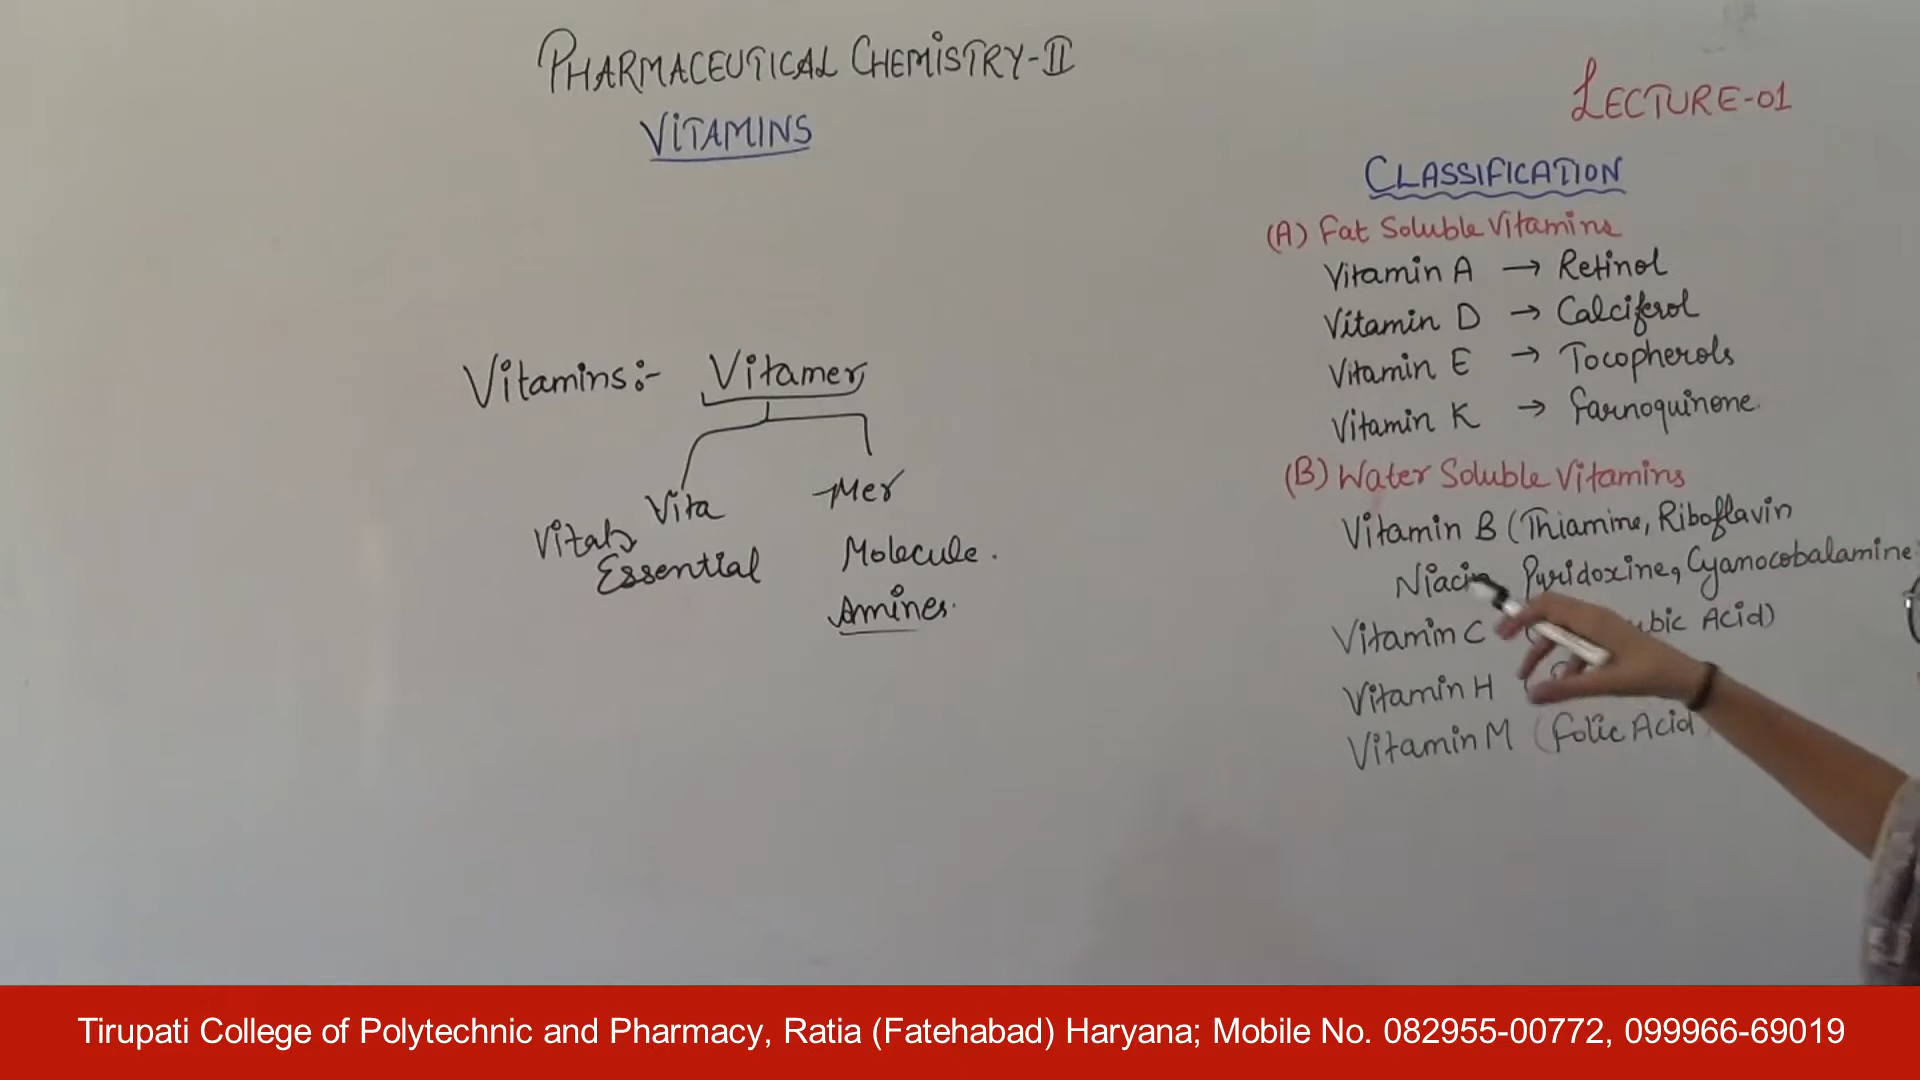 PHARMACEUTICAL CHEMISTRY-II
VITAMINS
LECTURE-01
Vitamins:- Vitamer
Vita
Vital,
Essential
Mer
Molecule.
Amines.
CLASSIFICATION
(A) Fat Soluble Vitamins
Vitamin A → Retinol
Vitamin D → Calciferol
Vitamin E → Tocopherols
Vitamin K → Farnoquinone.
(B) Water Soluble Vitamins
Vitamin B (Thiamine, Riboflavin
Pyridoxine, Cyanocobalamine
Vitamin C Acid)
Vitamin H
Vitamin M (Folic Acid
Tirupati College of Polytechnic and Pharmacy, Ratia (Fatehabad) Haryana; Mobile No. 082955-00772, 099966-69019